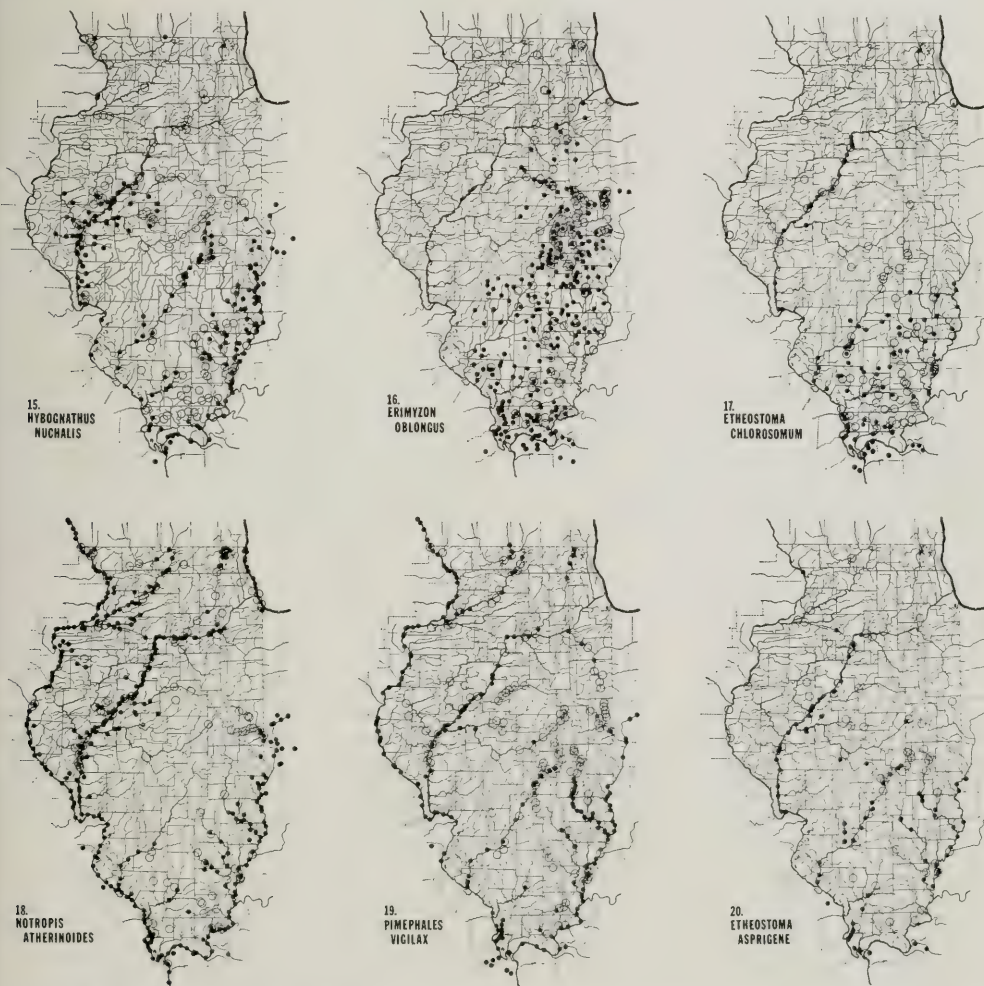 15.
HYBOGNATHUS
NUCHALIS
16.
ERIMYZON
OBLONGUS
17.
ETHEOSTOMA
CHLOROSOMUM
18.
NOTROPIS
ATHERINOIDES
19.
PIMEPHALES
VIGILAX
20.
ETHEOSTOMA
ASPRIGENE